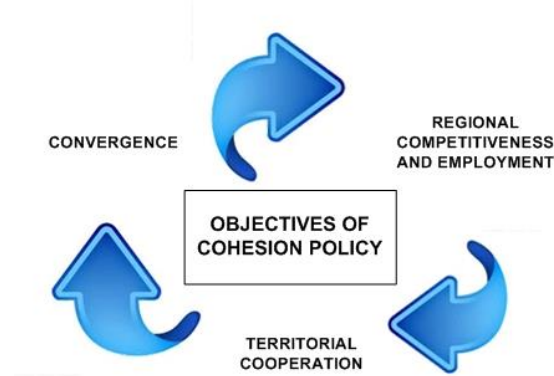 CONVERGENCE
REGIONAL
COMPETITIVENESS
AND EMPLOYMENT
OBJECTIVES OF
COHESION POLICY
TERRITORIAL
COOPERATION